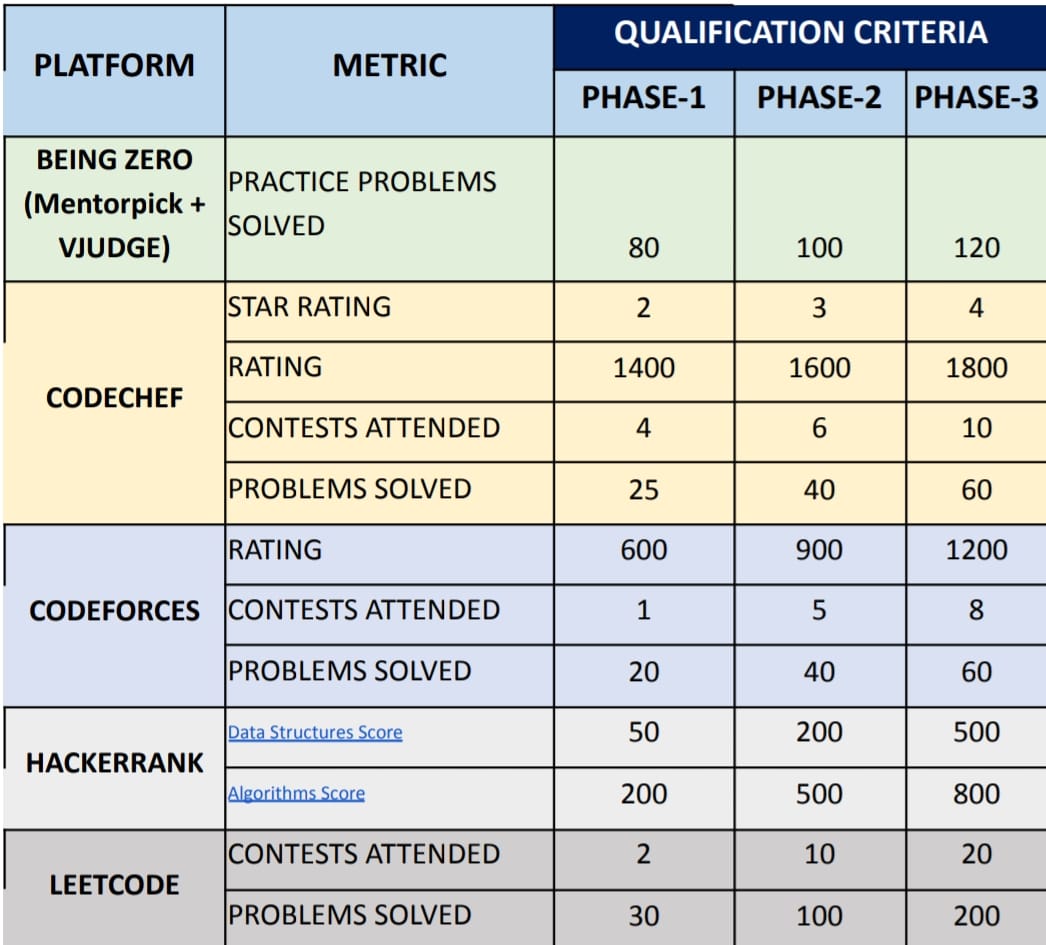 PLATFORM METRIC QUALIFICATION CRITERIA
PHASE-1 PHASE-2 PHASE-3
BEING ZERO
(Mentorpick +
VJUDGE)
PRACTICE PROBLEMS
SOLVED
80 100 120
CODECHEF
STAR RATING 2 3 4
RATING 1400 1600 1800
CONTESTS ATTENDED 4 6 10
PROBLEMS SOLVED 25 40 60
CODEFORCES
RATING 600 900 1200
CONTESTS ATTENDED 1 5 8
PROBLEMS SOLVED 20 40 60
HACKERRANK
Data Structures Score 50 200 500
Algorithms Score 200 500 800
LEETCODE
CONTESTS ATTENDED 2 10 20
PROBLEMS SOLVED 30 100 200